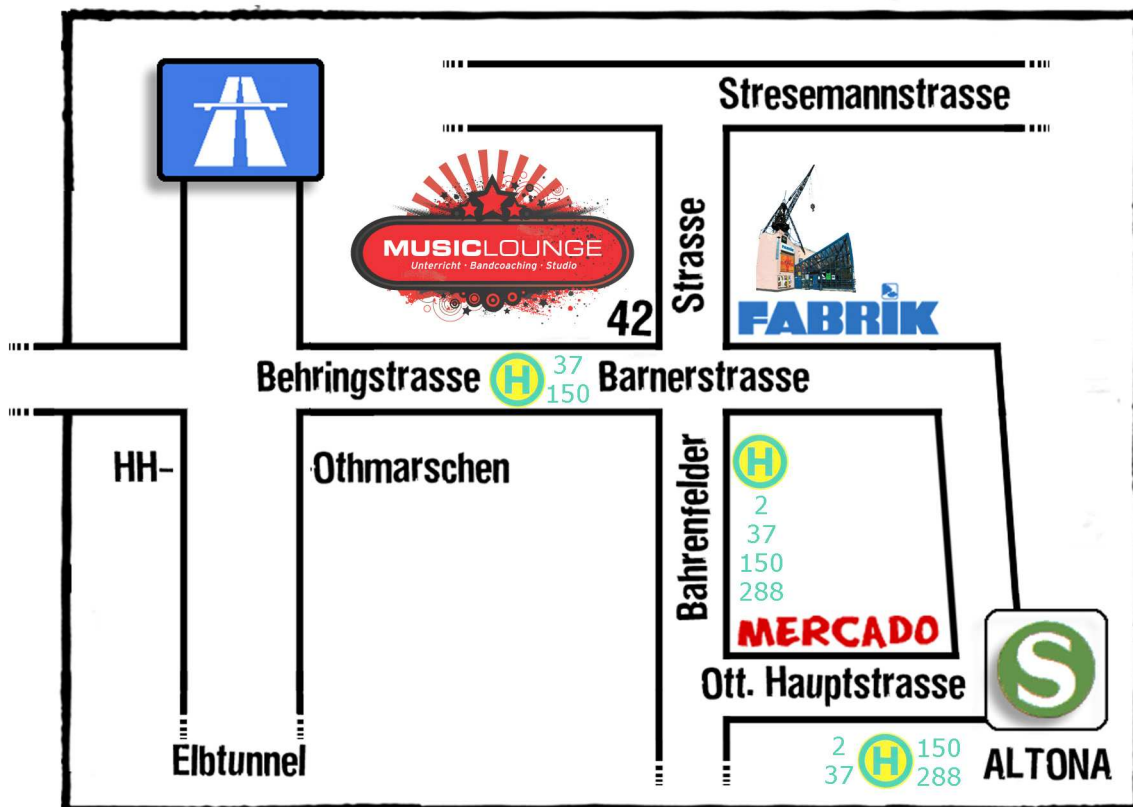 Stresemannstrasse
MUSICLOUNGE
Unterricht · Bandcoaching · Studio
42
Strasse
FABRIK
Behringstrasse
H
37
150
Barnerstrasse
HH-
Othmarschen
Bahrenfelder
H
2
37
150
288
MERCADO
Ott. Hauptstrasse
S
Elbtunnel
2
37
H
150
288
ALTONA